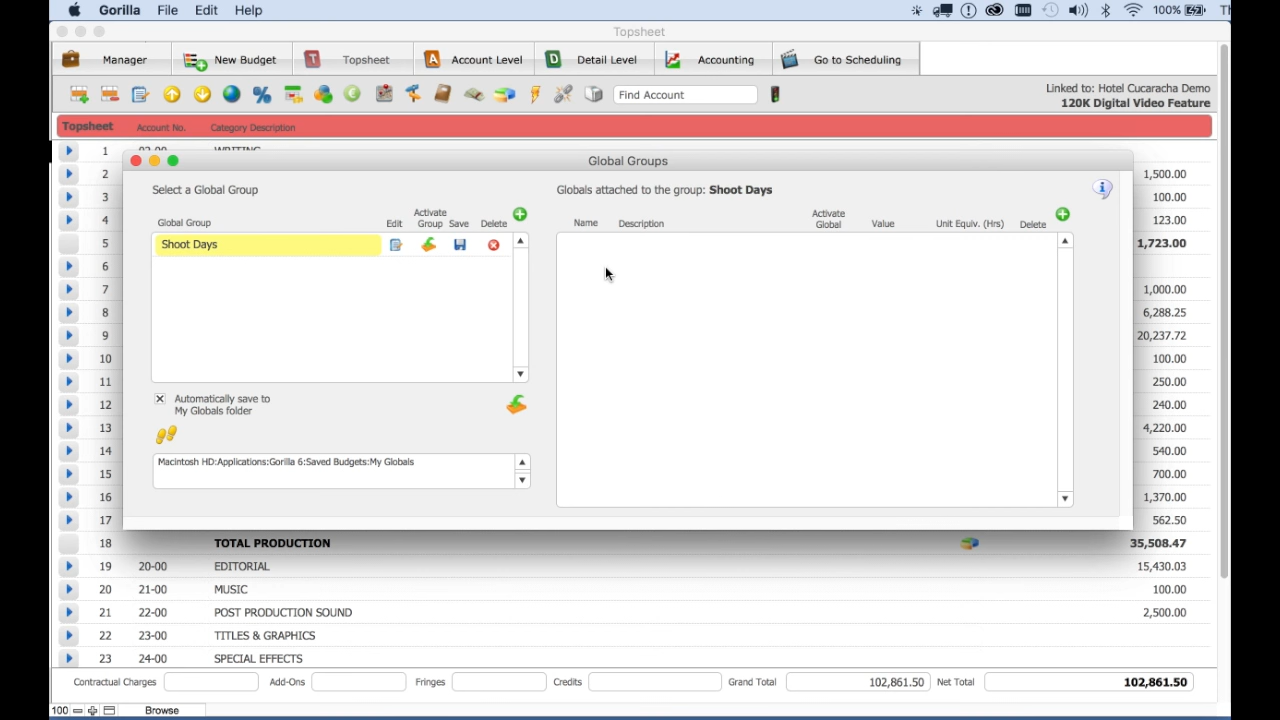 Gorilla File Edit Help 100% Th
Topsheet
Manager New Budget Topsheet Account Level Detail Level Accounting Go to Scheduling
Find Account
Linked to: Hotel Cucaracha Demo
120K Digital Video Feature
Topsheet Account No. Category Description
1 02-00 WRITING
2 1,500.00
3 100.00
4 123.00
5 1,723.00
6
7 1,000.00
8 6,288.25
9 20,237.72
10 100.00
11 250.00
12 240.00
13 4,220.00
14 540.00
15 700.00
16 1,370.00
17 562.50
Global Groups
Select a Global Group
Global Group Edit Activate Group Save Delete
Shoot Days
Automatically save to
My Globals folder
Macintosh HD:Applications:Gorilla 6:Saved Budgets:My Globals
Globals attached to the group: Shoot Days
Name Description Activate Global Value Unit Equiv. (Hrs) Delete
18 TOTAL PRODUCTION 35,508.47
19 20-00 EDITORIAL 15,430.03
20 21-00 MUSIC 100.00
21 22-00 POST PRODUCTION SOUND 2,500.00
22 23-00 TITLES & GRAPHICS
23 24-00 SPECIAL EFFECTS
Contractual Charges Add-Ons Fringes Credits Grand Total 102,861.50 Net Total 102,861.50
100 Browse